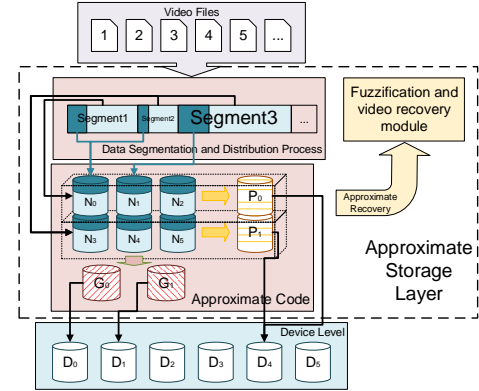 Video Files
1 2 3 4 5 ...
Segment1 Segment2 Segment3 ...
Data Segmentation and Distribution Process
Fuzzification and
video recovery
module
Approximate
Recovery
N0 N1 N2 P0
N3 N4 N5 P1
G0 G1
Approximate Code
Approximate
Storage
Layer
Device Level
D0 D1 D2 D3 D4 D5